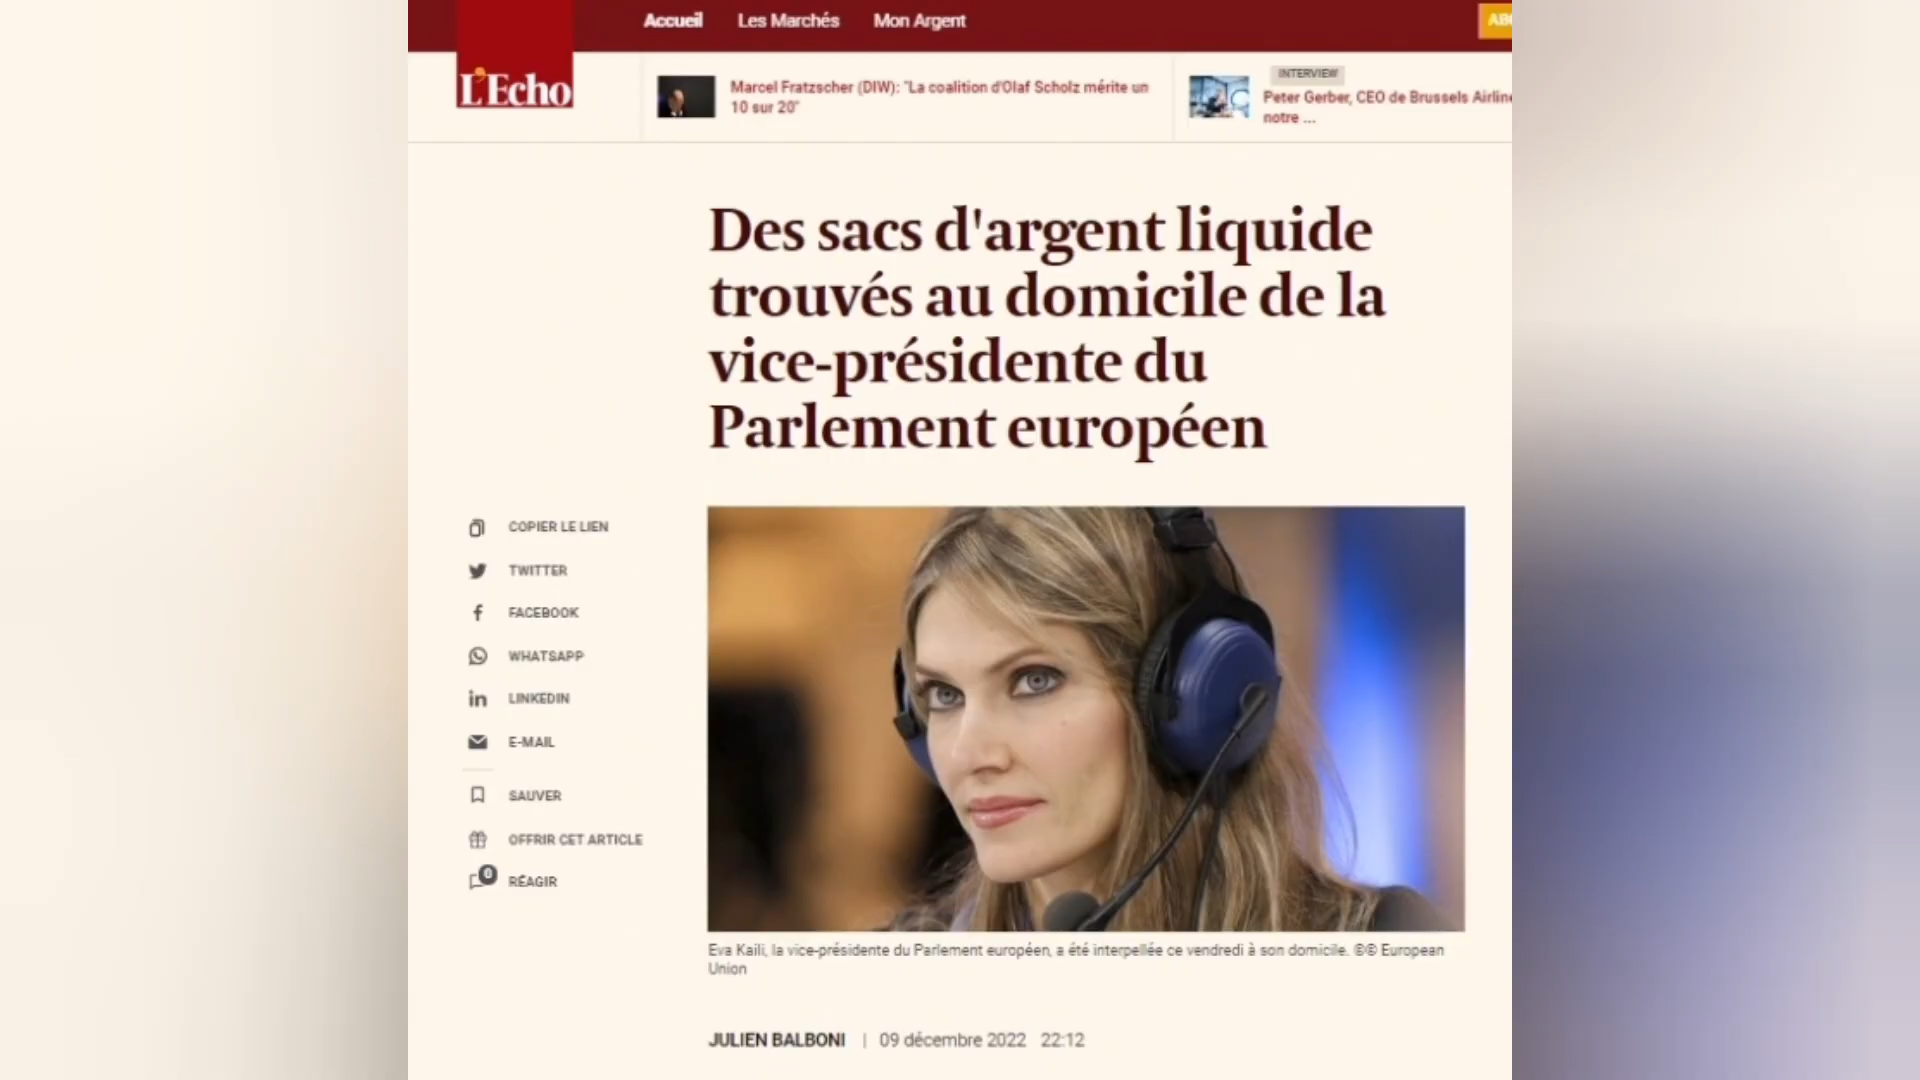 Accueil Les Marchés Mon Argent
L'Echo
Marcel Fratzscher (DIW): "La coalition d'Olaf Scholz mérite un
10 sur 20"
INTERVIEW
Peter Gerber, CEO de Brussels
notre ...
Des sacs d'argent liquide
trouvés au domicile de la
vice-présidente du
Parlement européen
COPIER LE LIEN
TWITTER
FACEBOOK
WHATSAPP
LINKEDIN
E-MAIL
SAUVER
OFFRIR CET ARTICLE
0 RÉAGIR
Eva Kaili, la vice-présidente du Parlement européen, a été interpellée ce vendredi à son domicile. ©© European
Union
JULIEN BALBONI | 09 décembre 2022 22:12